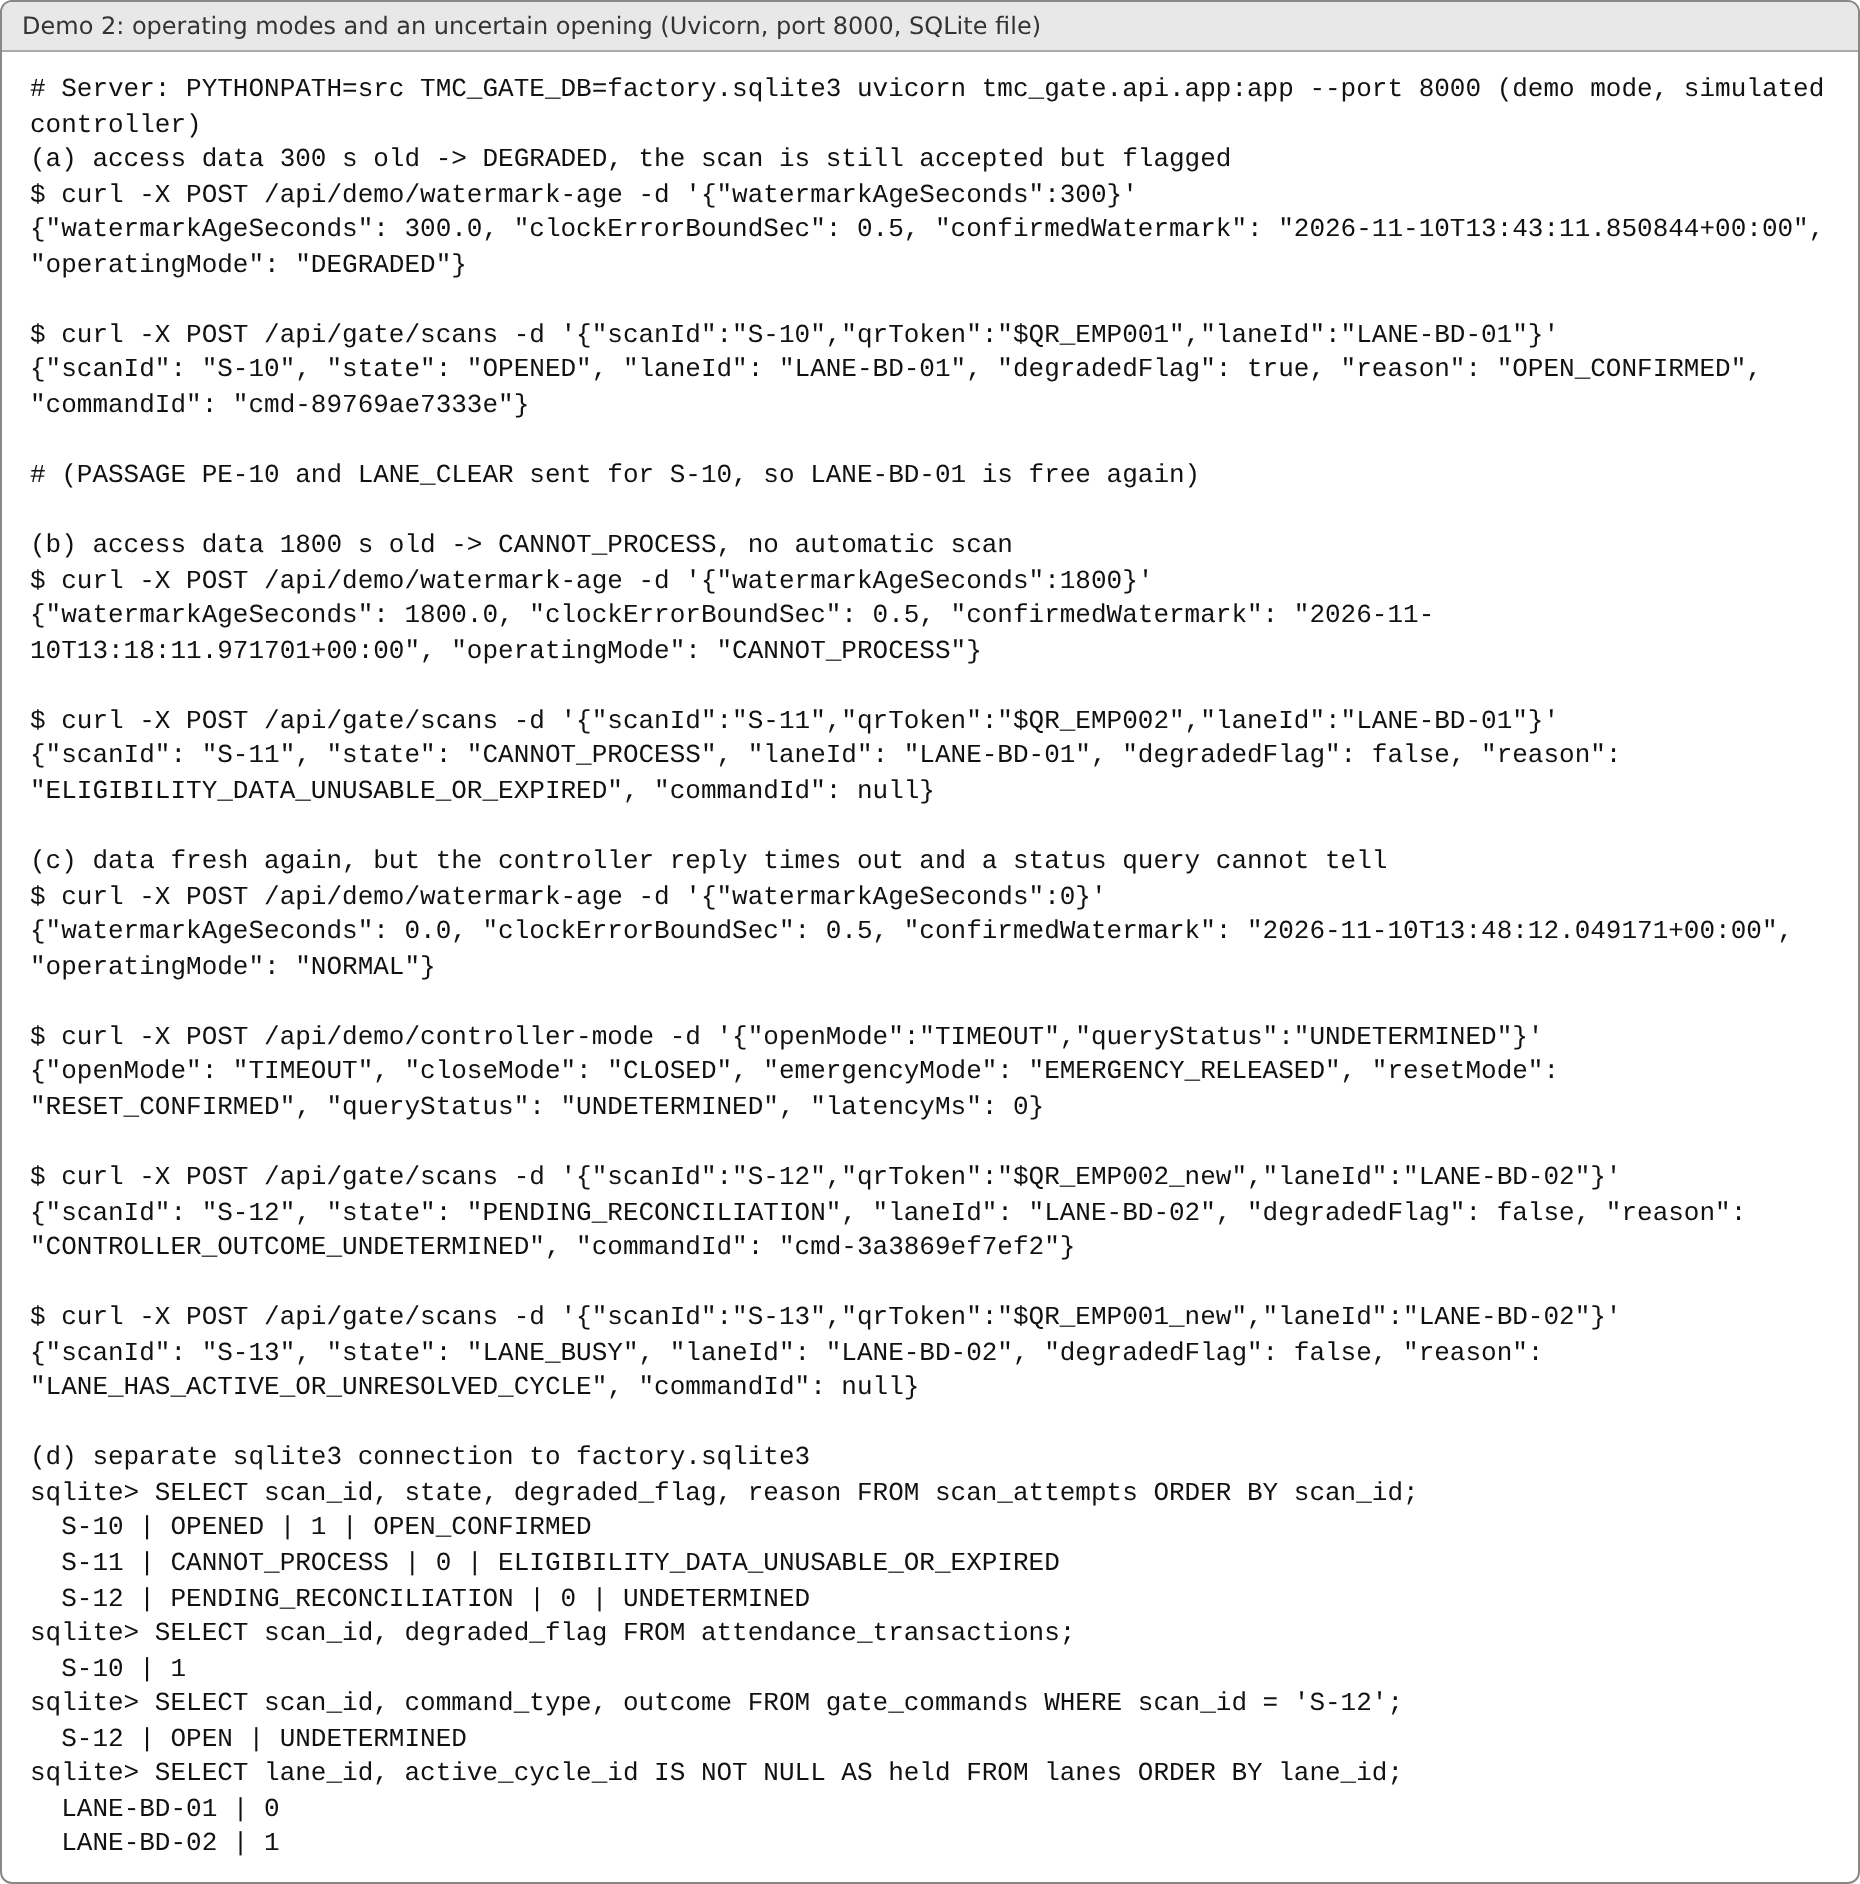 Demo 2: operating modes and an uncertain opening (Uvicorn, port 8000, SQLite file)
# Server: PYTHONPATH=src TMC_GATE_DB=factory.sqlite3 uvicorn tmc_gate.api.app:app --port 8000 (demo mode, simulated
controller)
(a) access data 300 s old -> DEGRADED, the scan is still accepted but flagged
$ curl -X POST /api/demo/watermark-age -d '{"watermarkAgeSeconds":300}'
{"watermarkAgeSeconds": 300.0, "clockErrorBoundSec": 0.5, "confirmedWatermark": "2026-11-10T13:43:11.850844+00:00",
"operatingMode": "DEGRADED"}
$ curl -X POST /api/gate/scans -d '{"scanId":"S-10","qrToken":"$QR_EMP001","laneId":"LANE-BD-01"}'
{"scanId": "S-10", "state": "OPENED", "laneId": "LANE-BD-01", "degradedFlag": true, "reason": "OPEN_CONFIRMED",
"commandId": "cmd-89769ae7333e"}
# (PASSAGE PE-10 and LANE_CLEAR sent for S-10, so LANE-BD-01 is free again)
(b) access data 1800 s old -> CANNOT_PROCESS, no automatic scan
$ curl -X POST /api/demo/watermark-age -d '{"watermarkAgeSeconds":1800}'
{"watermarkAgeSeconds": 1800.0, "clockErrorBoundSec": 0.5, "confirmedWatermark": "2026-11-
10T13:18:11.971701+00:00", "operatingMode": "CANNOT_PROCESS"}
$ curl -X POST /api/gate/scans -d '{"scanId":"S-11","qrToken":"$QR_EMP002","laneId":"LANE-BD-01"}'
{"scanId": "S-11", "state": "CANNOT_PROCESS", "laneId": "LANE-BD-01", "degradedFlag": false, "reason":
"ELIGIBILITY_DATA_UNUSABLE_OR_EXPIRED", "commandId": null}
(c) data fresh again, but the controller reply times out and a status query cannot tell
$ curl -X POST /api/demo/watermark-age -d '{"watermarkAgeSeconds":0}'
{"watermarkAgeSeconds": 0.0, "clockErrorBoundSec": 0.5, "confirmedWatermark": "2026-11-10T13:48:12.049171+00:00",
"operatingMode": "NORMAL"}
$ curl -X POST /api/demo/controller-mode -d '{"openMode":"TIMEOUT","queryStatus":"UNDETERMINED"}'
{"openMode": "TIMEOUT", "closeMode": "CLOSED", "emergencyMode": "EMERGENCY_RELEASED", "resetMode":
"RESET_CONFIRMED", "queryStatus": "UNDETERMINED", "latencyMs": 0}
$ curl -X POST /api/gate/scans -d '{"scanId":"S-12","qrToken":"$QR_EMP002_new","laneId":"LANE-BD-02"}'
{"scanId": "S-12", "state": "PENDING_RECONCILIATION", "laneId": "LANE-BD-02", "degradedFlag": false, "reason":
"CONTROLLER_OUTCOME_UNDETERMINED", "commandId": "cmd-3a3869ef7ef2"}
$ curl -X POST /api/gate/scans -d '{"scanId":"S-13","qrToken":"$QR_EMP001_new","laneId":"LANE-BD-02"}'
{"scanId": "S-13", "state": "LANE_BUSY", "laneId": "LANE-BD-02", "degradedFlag": false, "reason":
"LANE_HAS_ACTIVE_OR_UNRESOLVED_CYCLE", "commandId": null}
(d) separate sqlite3 connection to factory.sqlite3
sqlite> SELECT scan_id, state, degraded_flag, reason FROM scan_attempts ORDER BY scan_id;
S-10 | OPENED | 1 | OPEN_CONFIRMED
S-11 | CANNOT_PROCESS | 0 | ELIGIBILITY_DATA_UNUSABLE_OR_EXPIRED
S-12 | PENDING_RECONCILIATION | 0 | UNDETERMINED
sqlite> SELECT scan_id, degraded_flag FROM attendance_transactions;
S-10 | 1
sqlite> SELECT scan_id, command_type, outcome FROM gate_commands WHERE scan_id = 'S-12';
S-12 | OPEN | UNDETERMINED
sqlite> SELECT lane_id, active_cycle_id IS NOT NULL AS held FROM lanes ORDER BY lane_id;
LANE-BD-01 | 0
LANE-BD-02 | 1